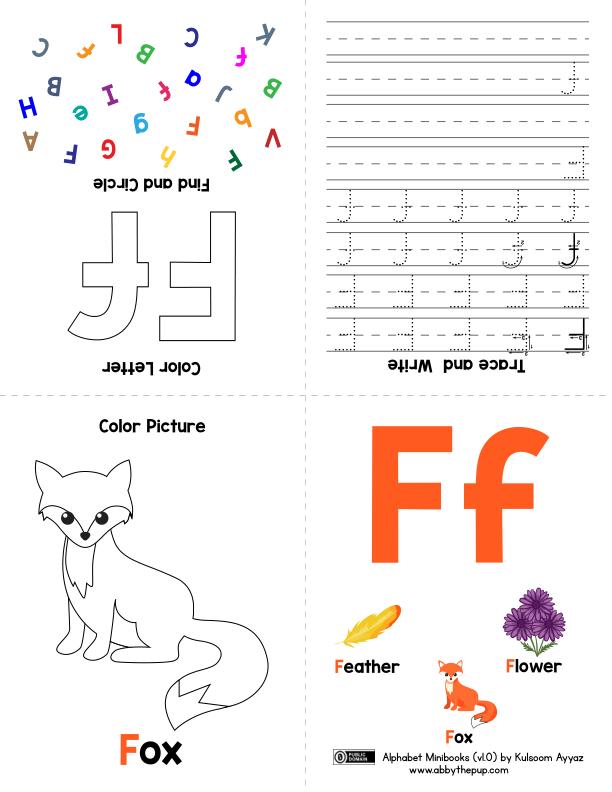 Trace and Write
F F F F F
F F F F F
f f f f f
f f f f f
F
f
Color Letter
F f
Find and Circle
V F h F G F A
b g e H
B J a f I B
K f C B L f C
Color Picture
Fox
Ff
Feather
Flower
Fox
PUBLIC
DOMAIN
Alphabet Minibooks (v1.0) by Kulsoom Ayyaz
www.abbythepup.com